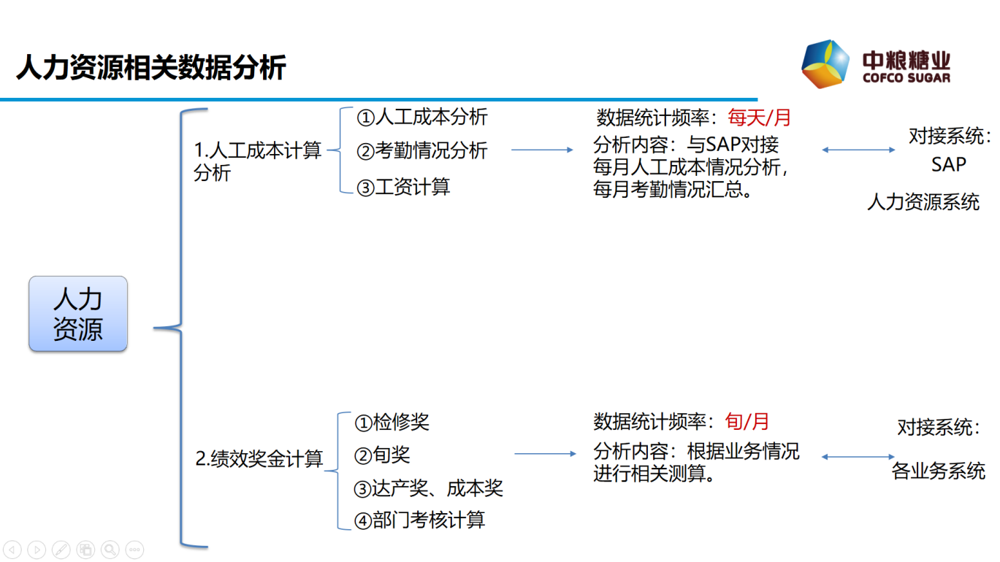 人力资源相关数据分析
中粮糖业
COFCO SUGAR
人力
资源
1.人工成本计算
分析
①人工成本分析
②考勤情况分析
③工资计算
数据统计频率：每天/月
分析内容：与SAP对接
每月人工成本情况分析，
每月考勤情况汇总。
对接系统：
SAP
人力资源系统
2.绩效奖金计算
①检修奖
②旬奖
③达产奖、成本奖
④部门考核计算
数据统计频率：旬/月
分析内容：根据业务情况
进行相关测算。
对接系统：
各业务系统